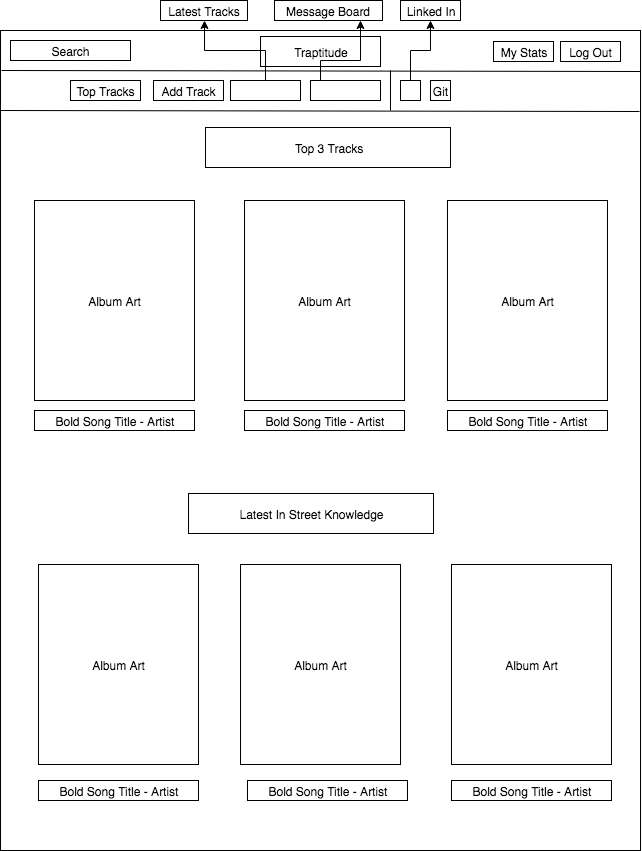 Latest Tracks
Message Board
Linked In
Search
Traptitude
My Stats
Log Out
Top Tracks
Add Track
Git
Top 3 Tracks
Album Art
Album Art
Album Art
Bold Song Title - Artist
Bold Song Title - Artist
Bold Song Title - Artist
Latest In Street Knowledge
Album Art
Album Art
Album Art
Bold Song Title - Artist
Bold Song Title - Artist
Bold Song Title - Artist